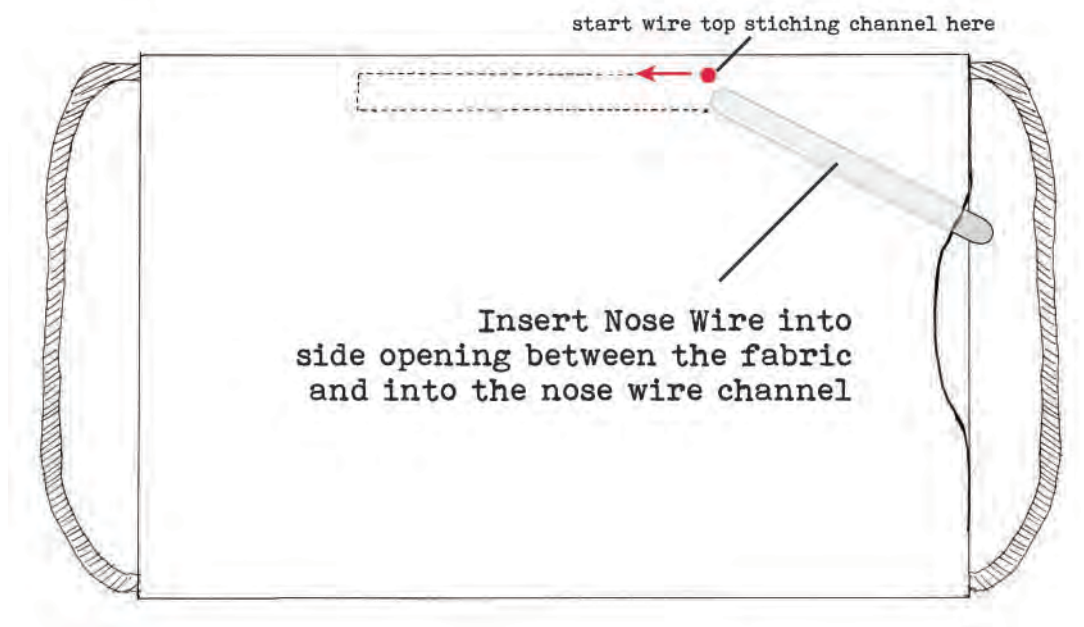 start wire top stiching channel here
Insert Nose Wire into
side opening between the fabric
and into the nose wire channel